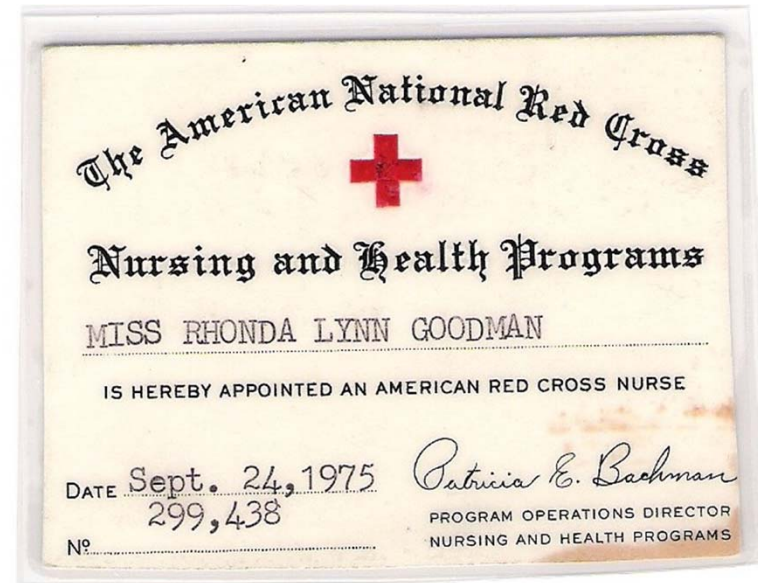 The American National Red Cross
Nursing and Health Programs
MISS RHONDA LYNN GOODMAN
IS HEREBY APPOINTED AN AMERICAN RED CROSS NURSE
DATE Sept. 24,1975
Patricia E. Bachman
299,438
Nº
PROGRAM OPERATIONS DIRECTOR
NURSING AND HEALTH PROGRAMS